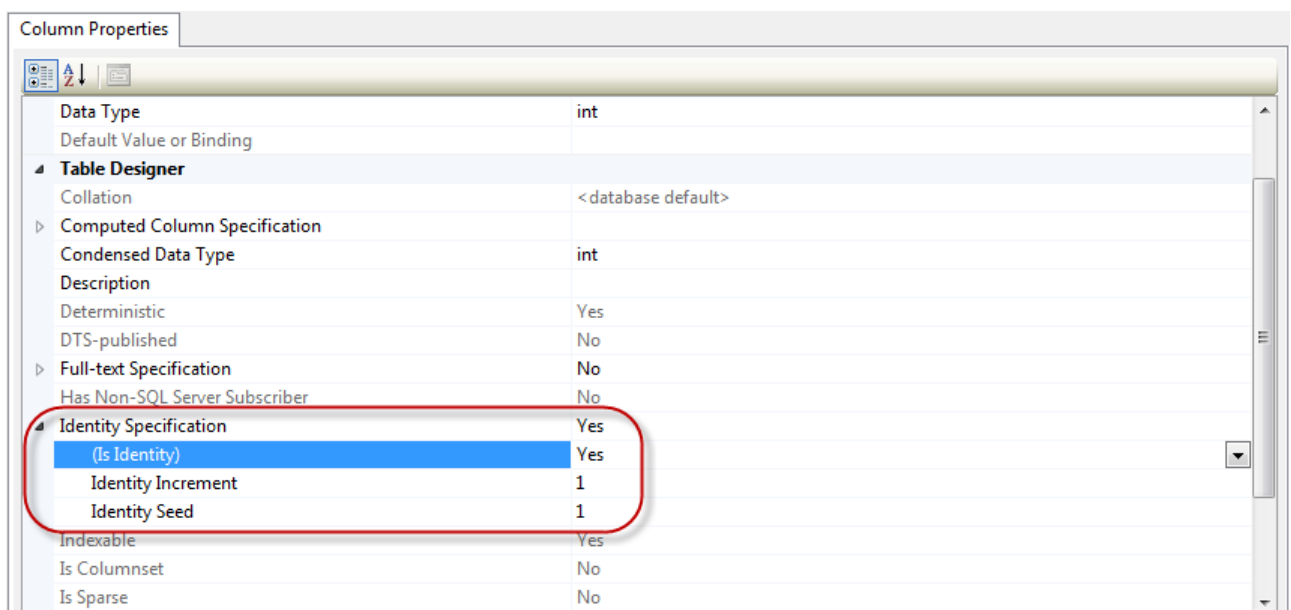 Column Properties
Data Type int
Default Value or Binding
Table Designer
Collation <database default>
Computed Column Specification
Condensed Data Type int
Description
Deterministic Yes
DTS-published No
Full-text Specification No
Has Non-SQL Server Subscriber No
Identity Specification Yes
(Is Identity) Yes
Identity Increment 1
Identity Seed 1
Indexable Yes
Is Columnset No
Is Sparse No